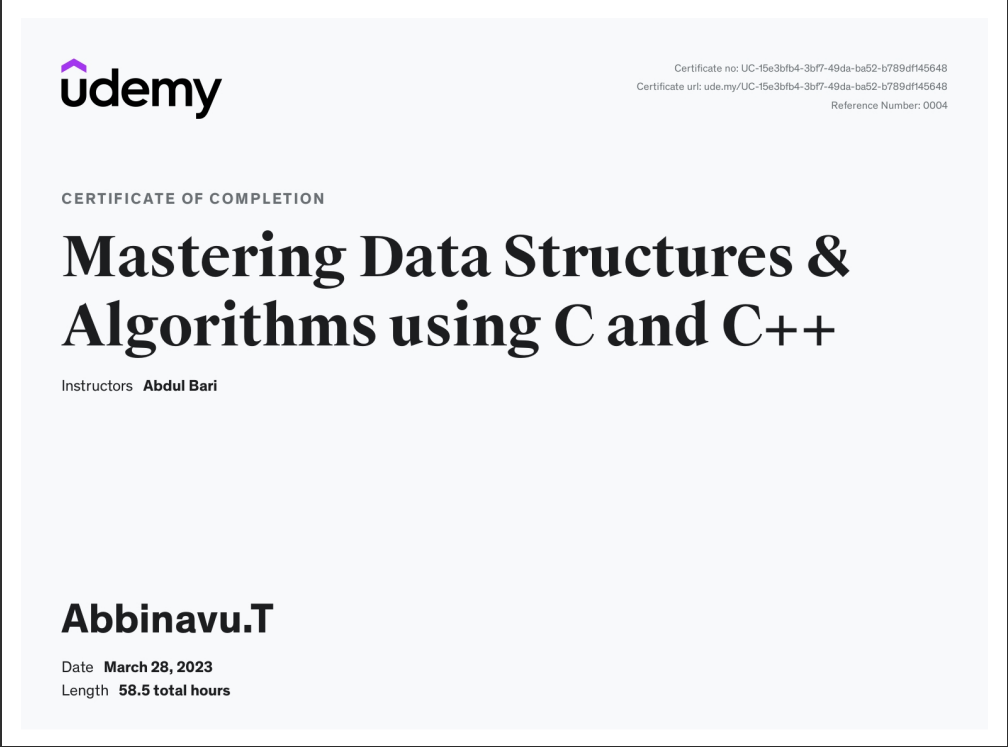 udemy
Certificate no: UC-15e3bfb4-3bf7-49da-ba52-b789df145648
Certificate url: ude.my/UC-15e3bfb4-3bf7-49da-ba52-b789df145648
Reference Number: 0004
CERTIFICATE OF COMPLETION
Mastering Data Structures &
Algorithms using C and C++
Instructors Abdul Bari
Abbinavu.T
Date March 28, 2023
Length 58.5 total hours